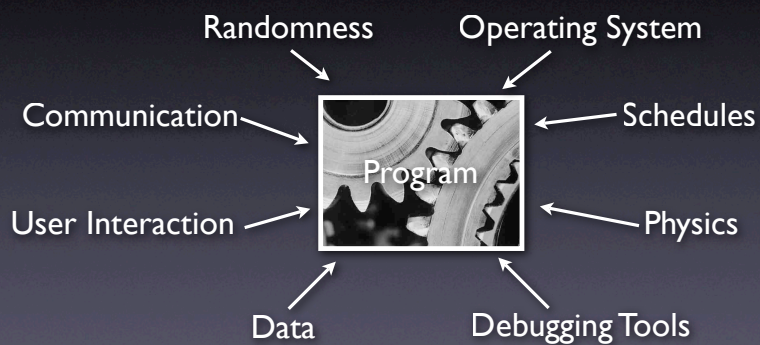 Randomness Operating System
Communication Schedules
Program
User Interaction Physics
Data Debugging Tools